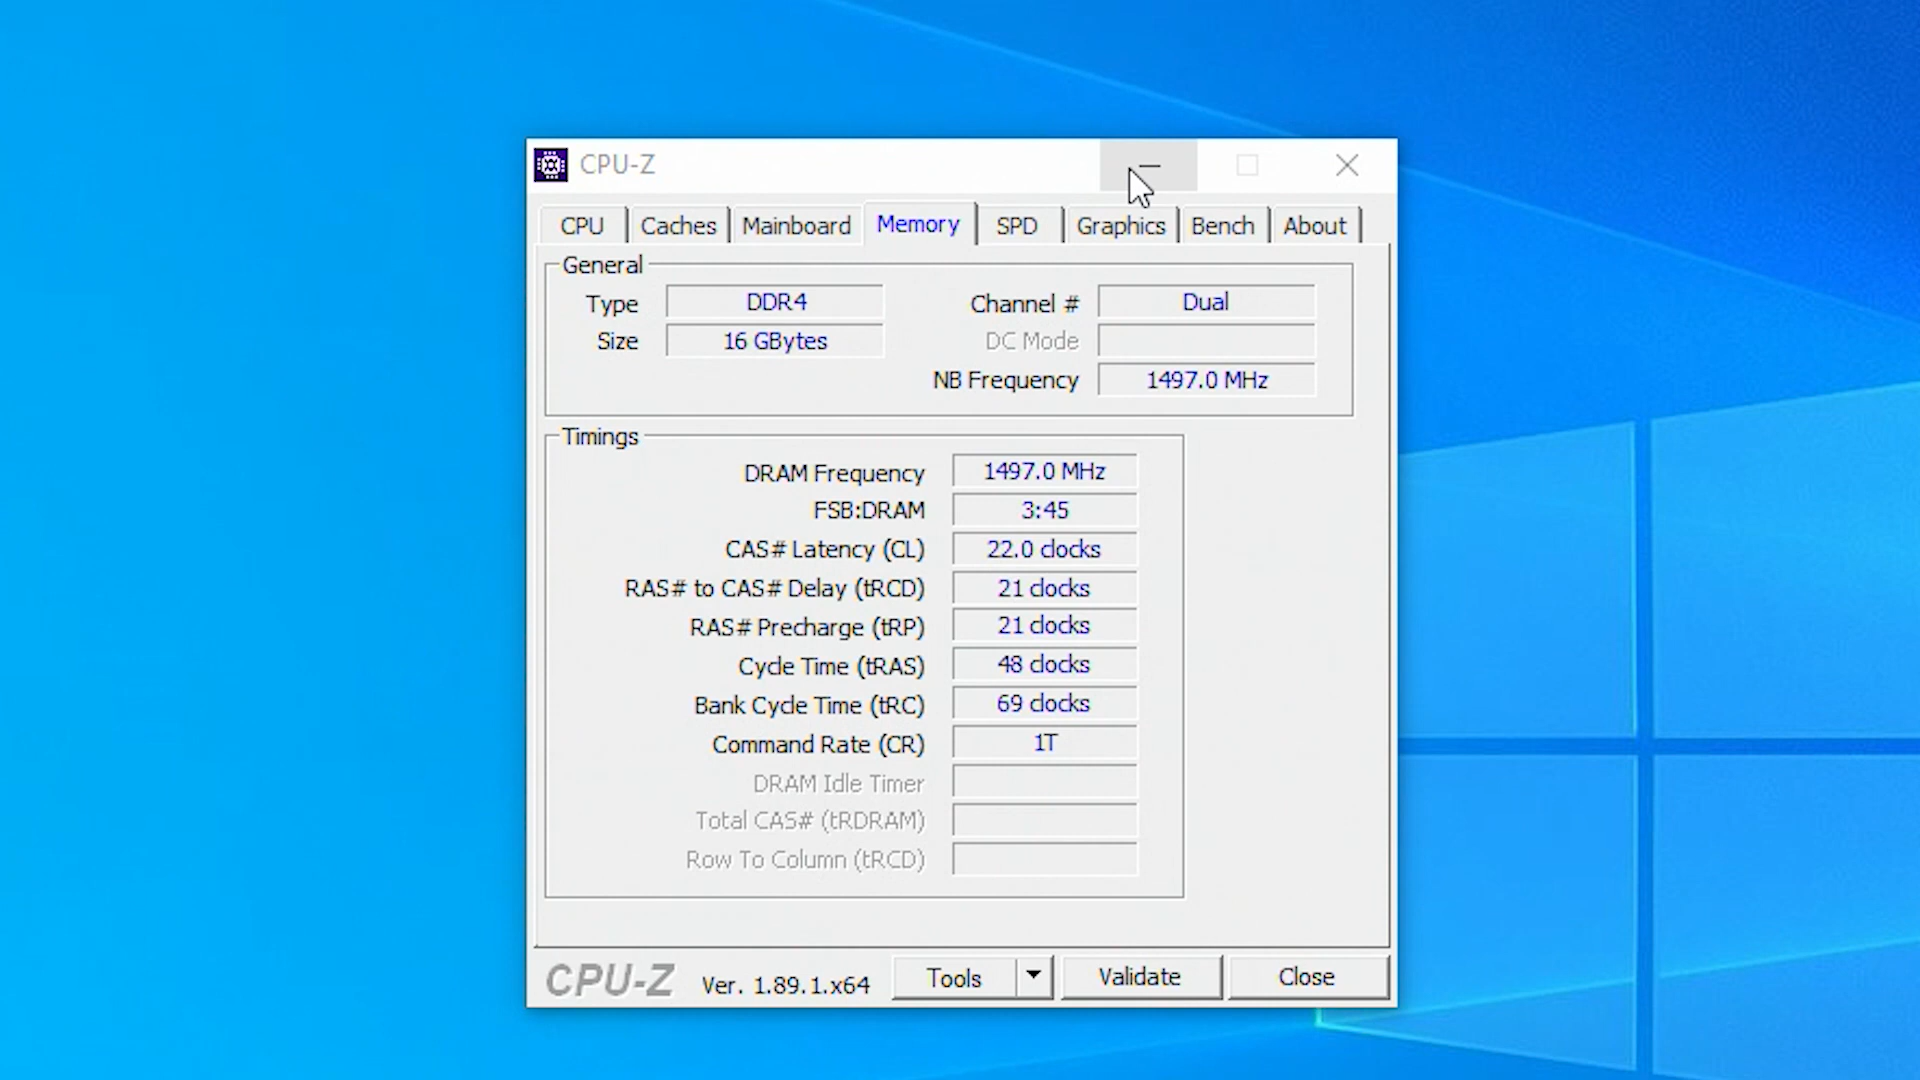 CPU-Z
CPU Caches Mainboard Memory SPD Graphics Bench About
General
Type DDR4 Channel # Dual
Size 16 GBytes DC Mode
NB Frequency 1497.0 MHz
Timings
DRAM Frequency 1497.0 MHz
FSB:DRAM 3:45
CAS# Latency (CL) 22.0 clocks
RAS# to CAS# Delay (tRCD) 21 clocks
RAS# Precharge (tRP) 21 clocks
Cycle Time (tRAS) 48 clocks
Bank Cycle Time (tRC) 69 clocks
Command Rate (CR) 1T
DRAM Idle Timer
Total CAS# (tRDRAM)
Row To Column (tRCD)
CPU-Z Ver. 1.89.1.x64 Tools Validate Close